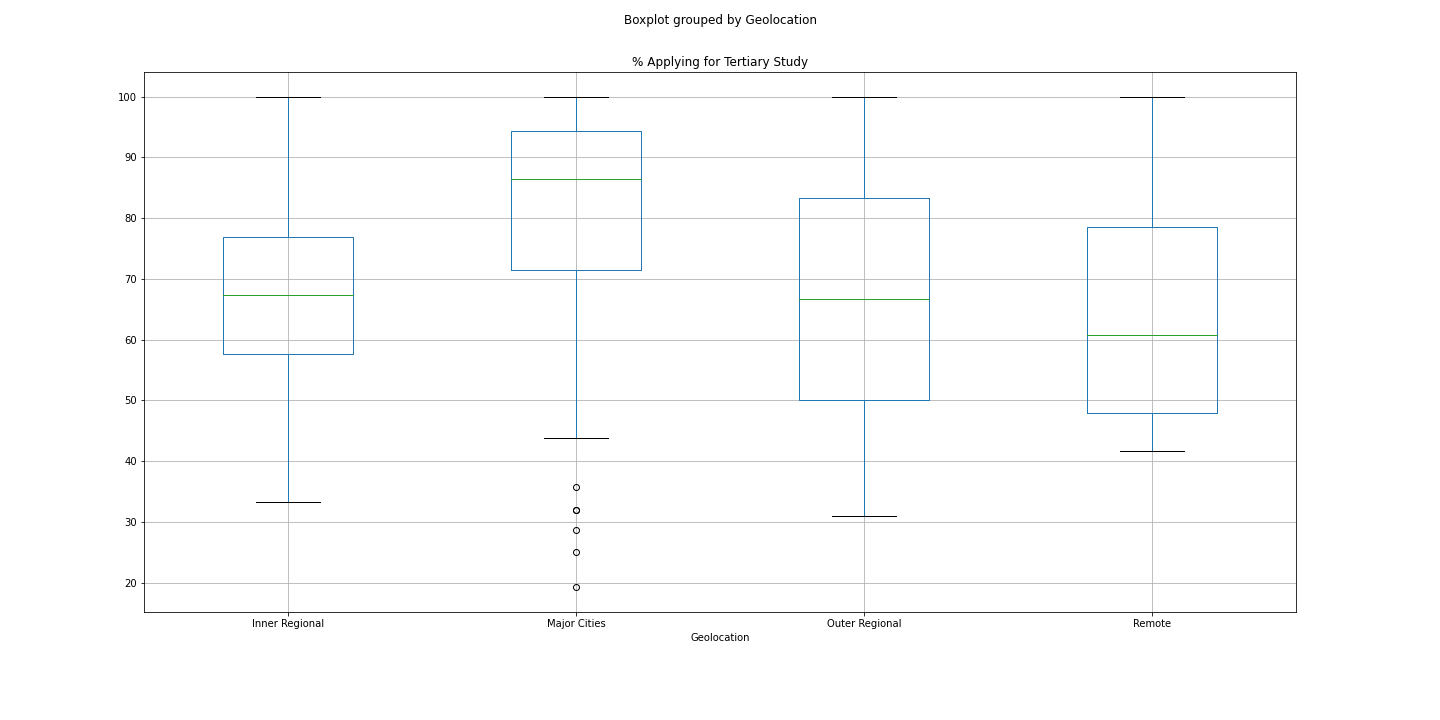 Boxplot grouped by Geolocation
% Applying for Tertiary Study
100
90
80
70
60
50
40
30
20
Inner Regional Major Cities Outer Regional Remote
Geolocation